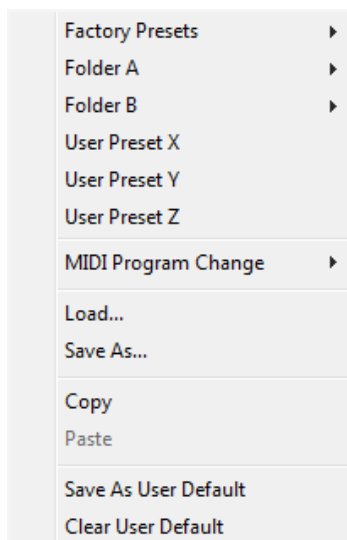 Factory Presets
Folder A
Folder B
User Preset X
User Preset Y
User Preset Z
MIDI Program Change
Load...
Save As...
Copy
Paste
Save As User Default
Clear User Default